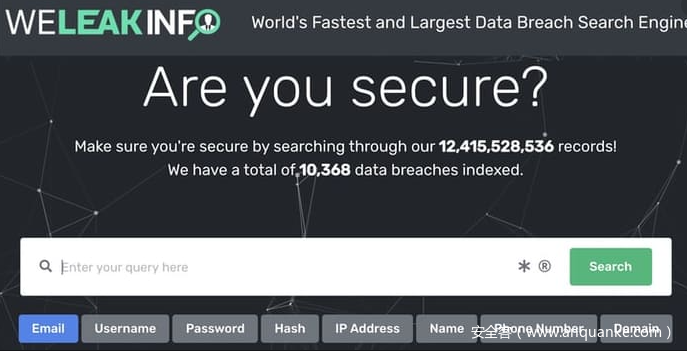 WELEAKINFO World's Fastest and Largest Data Breach Search Engine
Are you secure?
Make sure you're secure by searching through our 12,415,528,536 records!
We have a total of 10,368 data breaches indexed.
Enter your query here * ® Search
Email Username Password Hash IP Address Name Phone Number Domain
安全客（www.anquanke.com）